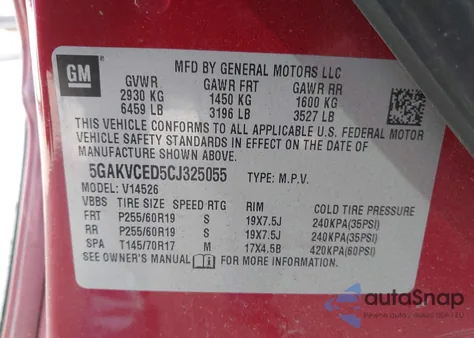 GM
MFD BY GENERAL MOTORS LLC
GVWR GAWR FRT GAWR RR
2930 KG 1450 KG 1600 KG
6459 LB 3196 LB 3527 LB
THIS VEHICLE CONFORMS TO ALL APPLICABLE U.S. FEDERAL MOTOR
VEHICLE SAFETY STANDARDS IN EFFECT ON THE DATE OF
MANUFACTURE SHOWN ABOVE.
5GAKVCED5CJ325055 TYPE: M.P.V.
MODEL: V14526
VBBS TIRE SIZE SPEED RTG RIM COLD TIRE PRESSURE
FRT P255/60R19 S 19X7.5J 240KPA(35PSI)
RR P255/60R19 S 19X7.5J 240KPA(35PSI)
SPA T145/70R17 M 17X4.5B 420KPA(60PSI)
SEE OWNER'S MANUAL FOR MORE INFORMATION.
autoSnap